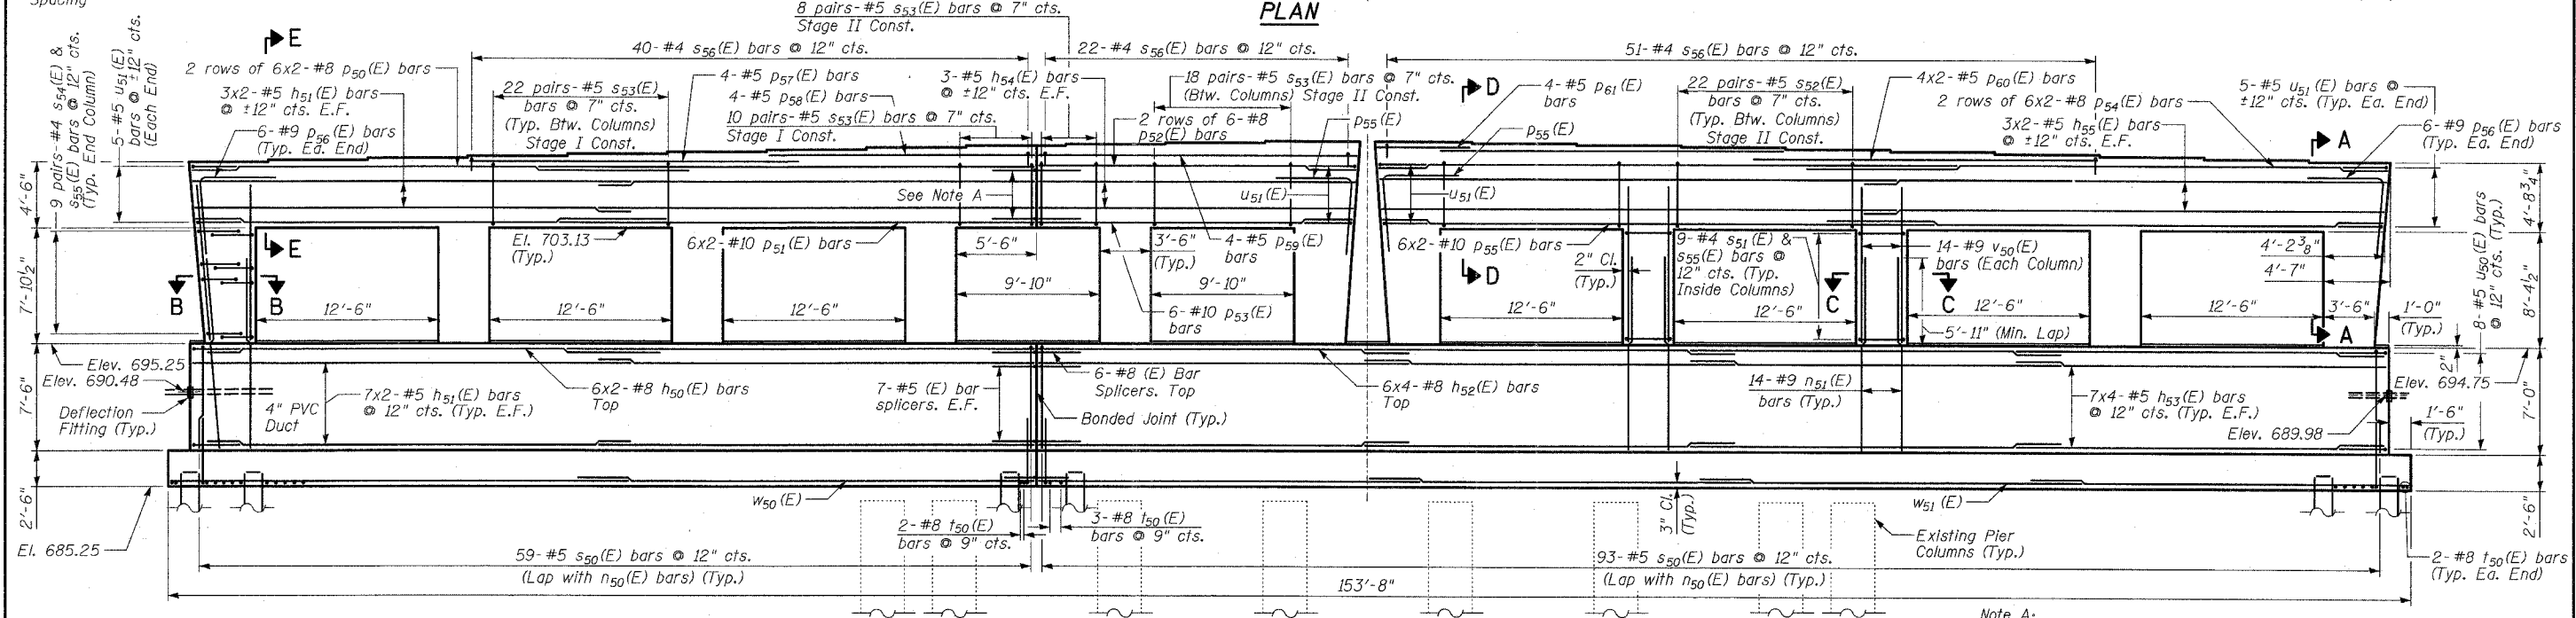 Spacing
PLAN
8 pairs-#5 s53(E) bars @ 7" cts.
Stage II Const.
E
40-#4 s56(E) bars @ 12" cts.
22-#4 s56(E) bars @ 12" cts.
51-#4 s56(E) bars @ 12" cts.
9 pairs-#4 s54(E) &
s55(E) bars @ 12" cts.
(Typ. End Column)
5-#5 u51(E)
bars @ ±12" cts.
(Each End)
2 rows of 6x2-#8 p50(E) bars
3x2-#5 h51(E) bars
@ ±12" cts. E.F.
6-#9 p56(E) bars
(Typ. Ea. End)
22 pairs-#5 s53(E)
bars @ 7" cts.
(Typ. Btw. Columns)
Stage I Const.
4-#5 p57(E) bars
4-#5 p58(E) bars
10 pairs-#5 s53(E) bars @ 7" cts.
Stage I Const.
3-#5 h54(E) bars
@ ±12" cts. E.F.
18 pairs-#5 s53(E) bars @ 7" cts.
(Btw. Columns) Stage II Const.
2 rows of 6-#8
p52(E) bars
D
4-#5 p61(E)
bars
p55(E)
p55(E)
22 pairs-#5 s52(E)
bars @ 7" cts.
(Typ. Btw. Columns)
Stage II Const.
4x2-#5 p60(E) bars
2 rows of 6x2-#8 p54(E) bars
3x2-#5 h55(E) bars
@ ±12" cts. E.F.
5-#5 u51(E) bars @
±12" cts. (Typ. Ea. End)
A
6-#9 p56(E) bars
(Typ. Ea. End)
4'-6"
See Note A
u51(E)
u51(E)
4'-8¾"
E
El. 703.13
(Typ.)
6x2-#10 p51(E) bars
5'-6"
3'-6"
(Typ.)
4-#5 p59(E)
bars
6x2-#10 p55(E) bars
D
2" Cl.
(Typ.)
9-#4 s51(E) &
s55(E) bars @
12" cts. (Typ.
Inside Columns)
14-#9 v50(E)
bars (Each Column)
4'-2⅜"
4'-7"
8-#5 u50(E) bars
@ 12" cts. (Typ.)
7'-10½"
B
B
12'-6"
12'-6"
12'-6"
9'-10"
9'-10"
6-#10 p53(E)
bars
12'-6"
12'-6"
C
C
12'-6"
5'-11" (Min. Lap)
12'-6"
3'-6"
1'-0"
(Typ.)
A
8'-4½"
2"
Elev. 695.25
Elev. 690.48
Deflection
Fitting (Typ.)
7'-6"
4" PVC
Duct
7x2-#5 h51(E) bars
@ 12" cts. (Typ. E.F.)
6x2-#8 h50(E) bars
Top
7-#5 (E) bar
splicers. E.F.
6-#8 (E) Bar
Splicers. Top
Bonded Joint (Typ.)
6x4-#8 h52(E) bars
Top
14-#9 n51(E)
bars (Typ.)
7x4-#5 h53(E) bars
@ 12" cts. (Typ. E.F.)
Elev. 694.75
1'-6"
(Typ.)
Elev. 689.98
7'-0"
2'-6"
El. 685.25
w50(E)
2-#8 t50(E)
bars @ 9" cts.
3-#8 t50(E)
bars @ 9" cts.
3" Cl.
(Typ.)
w51(E)
Existing Pier
Columns (Typ.)
2'-6"
59-#5 s50(E) bars @ 12" cts.
(Lap with n50(E) bars) (Typ.)
93-#5 s50(E) bars @ 12" cts.
(Lap with n50(E) bars) (Typ.)
2-#8 t50(E) bars
(Typ. Ea. End)
153'-8"
Note A: